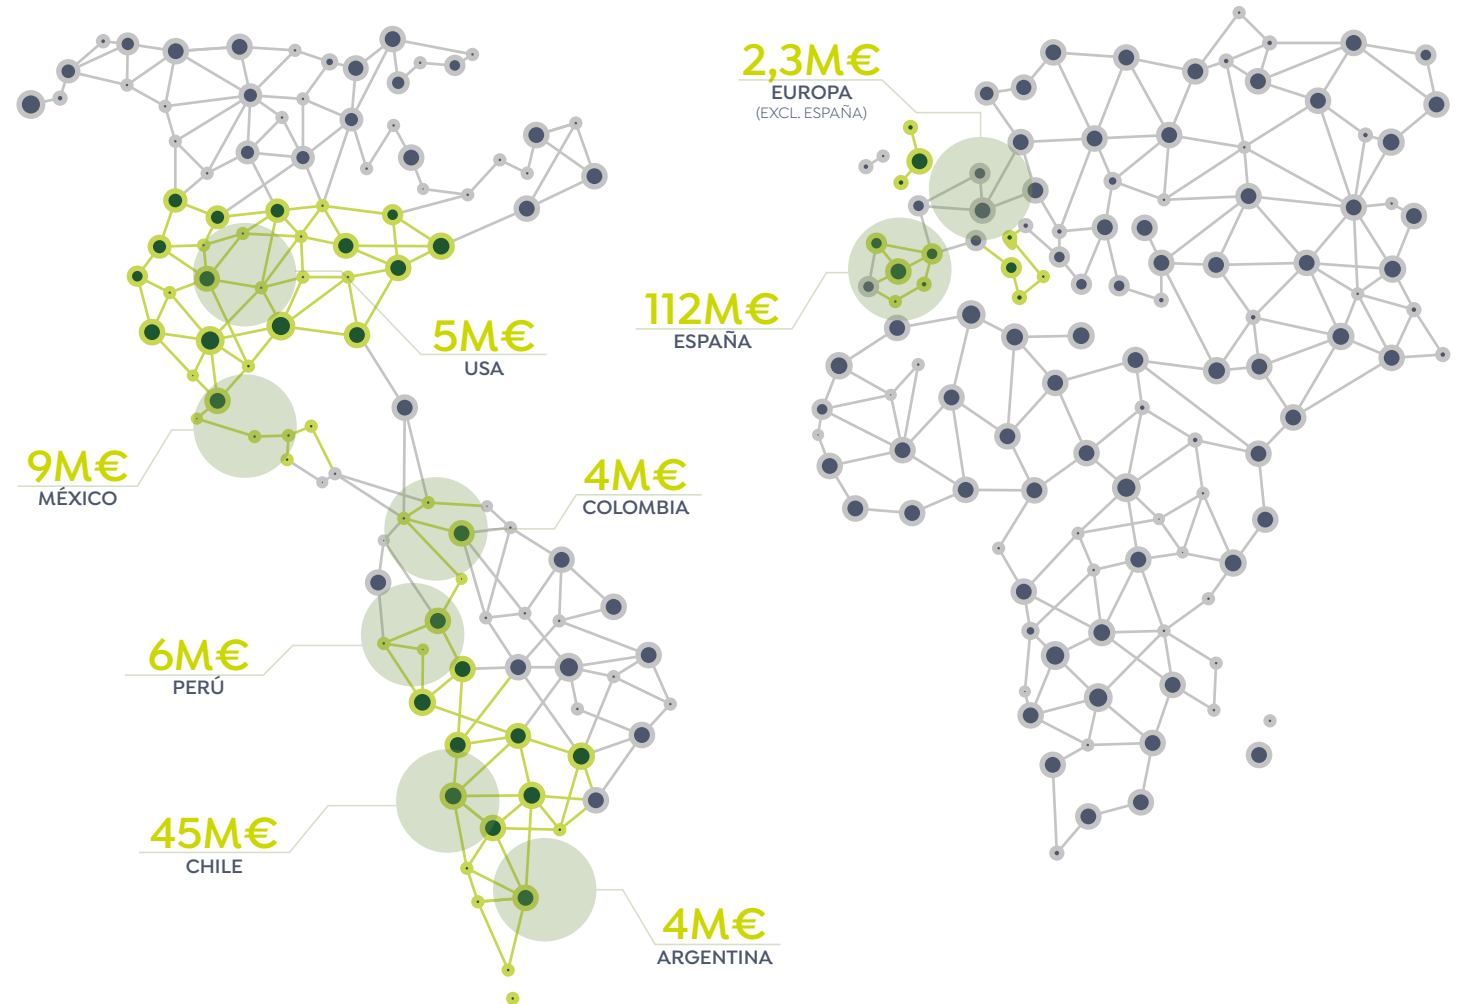 2,3M€
EUROPA
(EXCL. ESPAÑA)
112M€
ESPAÑA
5M€
USA
9M€
MÉXICO
4M€
COLOMBIA
6M€
PERÚ
45M€
CHILE
4M€
ARGENTINA